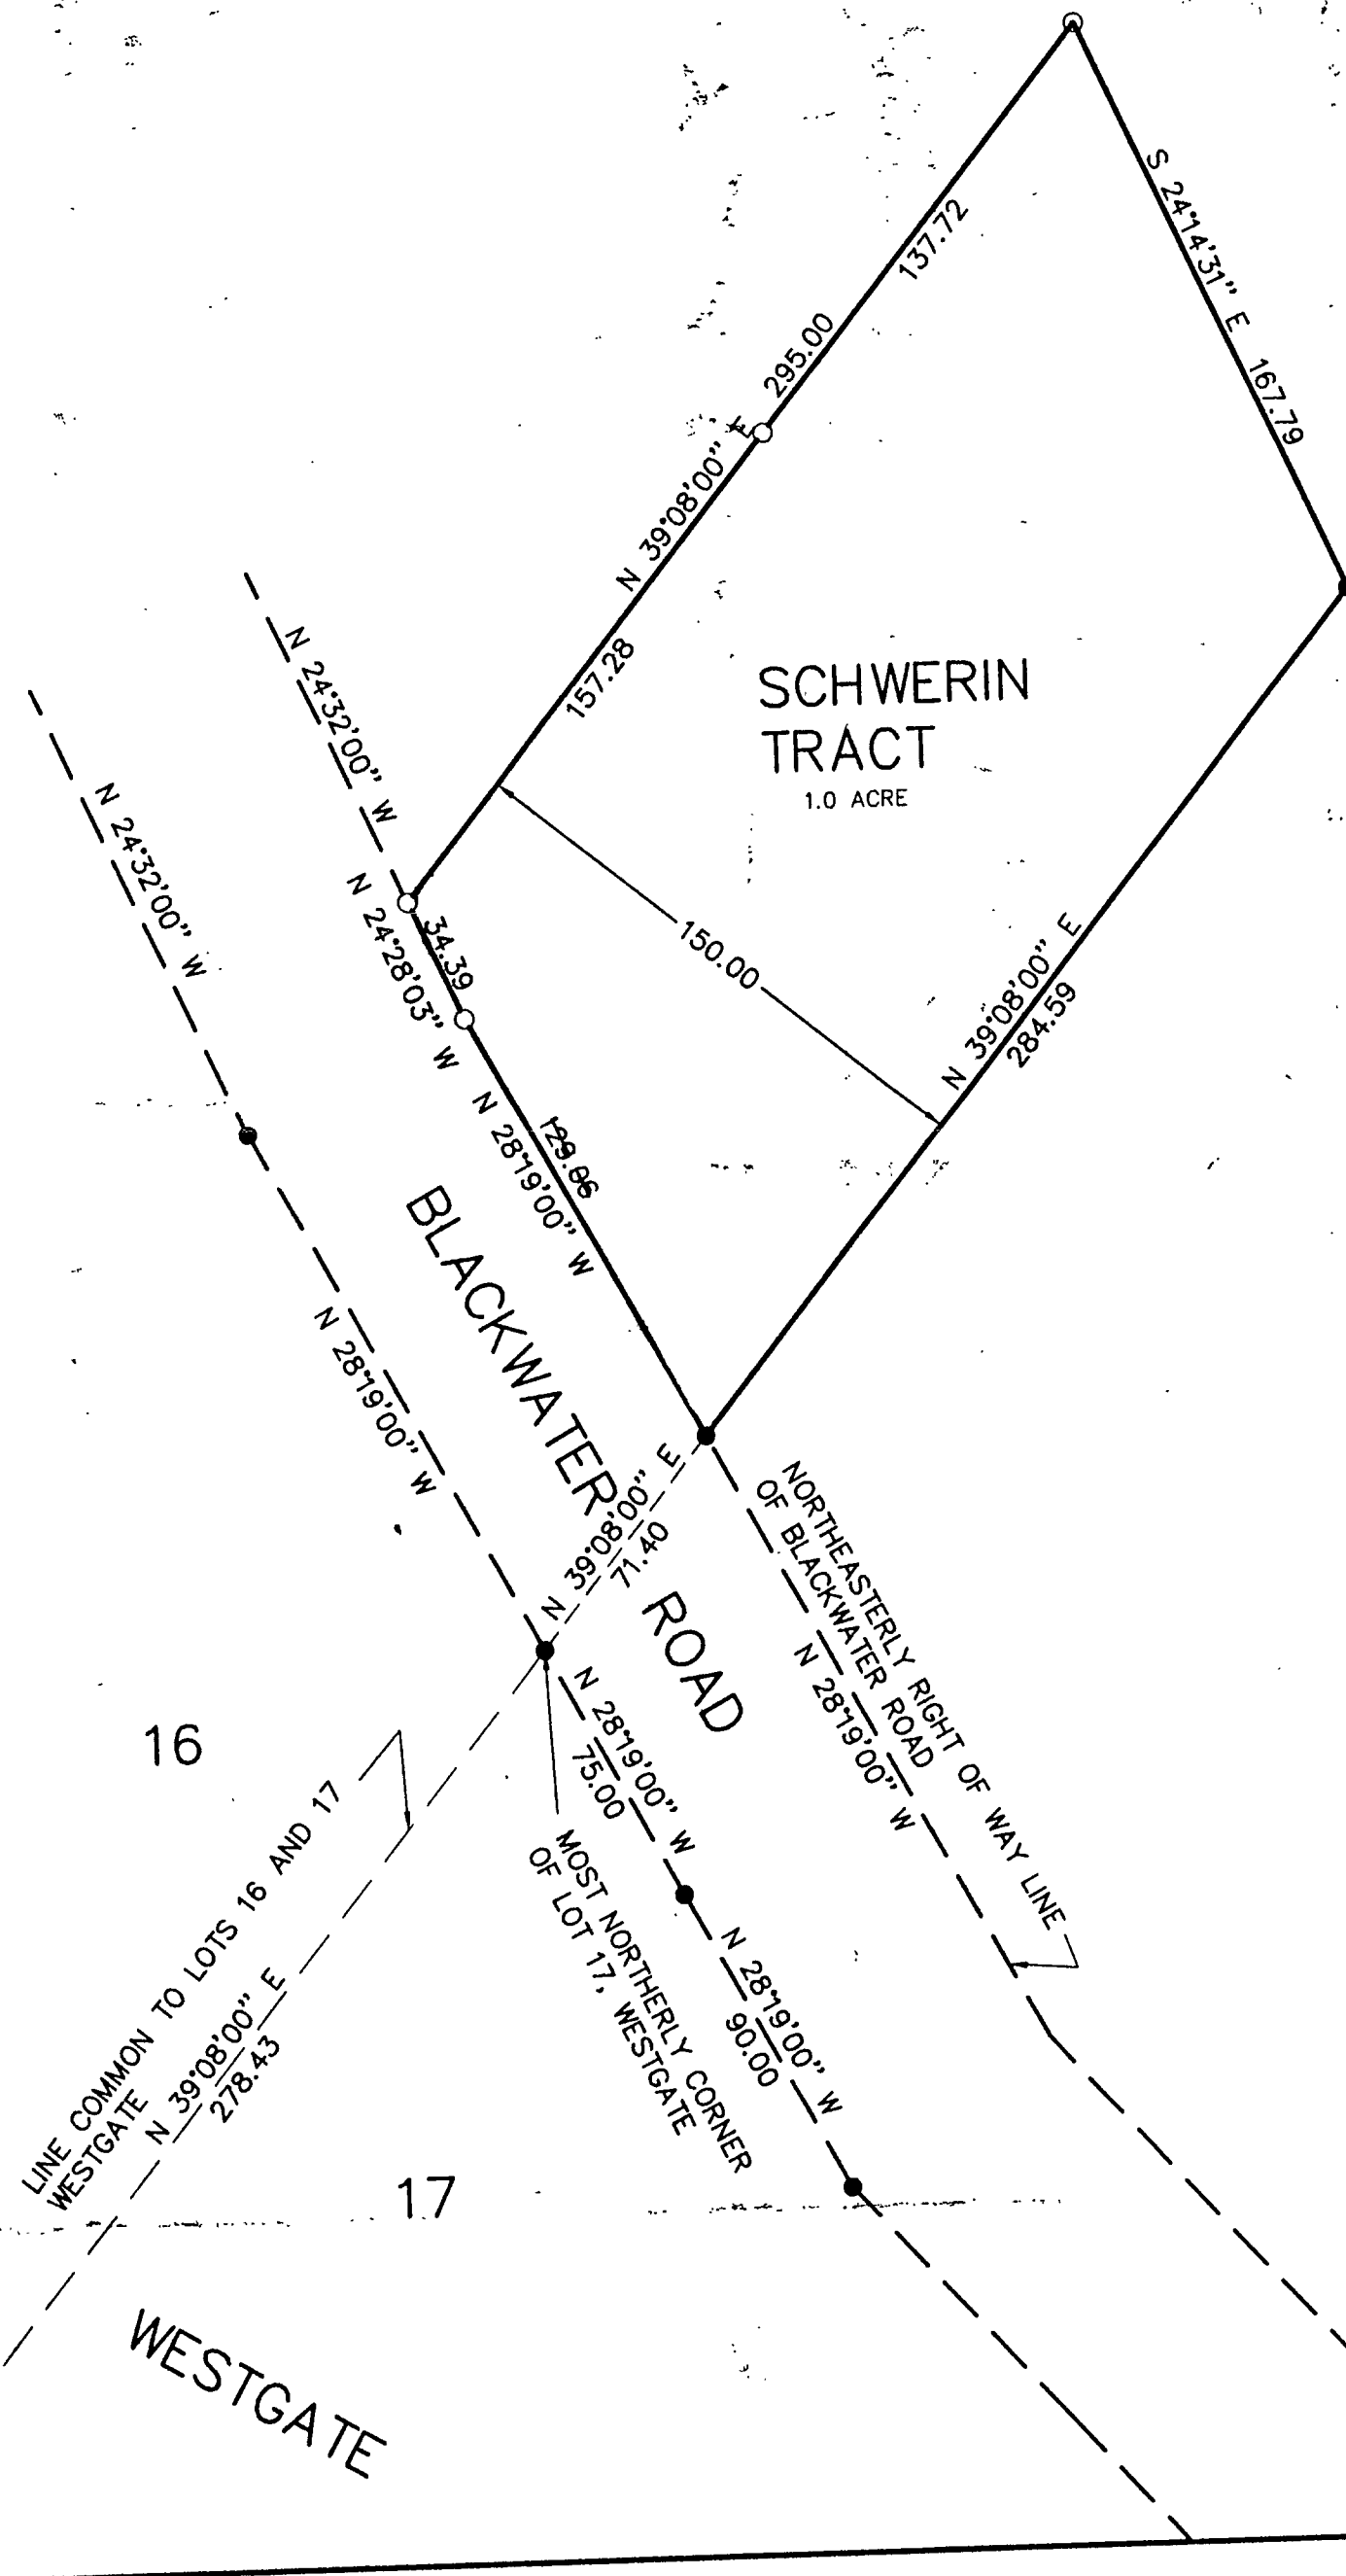 S 24°14'31" E 167.79
137.72
295.00
N 39°08'00" E
157.28
SCHWERIN
TRACT
1.0 ACRE
N 24°32'00" W
N 24°32'00" W
34.39
N 24°28'03" W
150.00
N 39°08'00" E
284.59
129.06
N 28°19'00" W
BLACKWATER ROAD
N 28°19'00" W
N 39°08'00" E
71.40
NORTHEASTERLY RIGHT OF WAY LINE
OF BLACKWATER ROAD
N 28°19'00" W
16
N 28°19'00" W
75.00
MOST NORTHERLY CORNER
OF LOT 17, WESTGATE
N 28°19'00" W
90.00
LINE COMMON TO LOTS 16 AND 17
WESTGATE
N 39°08'00" E
278.43
17
WESTGATE